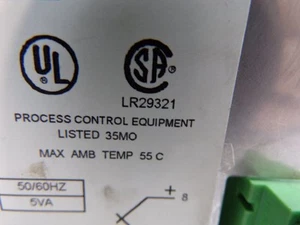 UL
SA
LR29321
PROCESS CONTROL EQUIPMENT
LISTED 35MO
MAX AMB TEMP 55 C
50/60HZ
5VA
+ 8